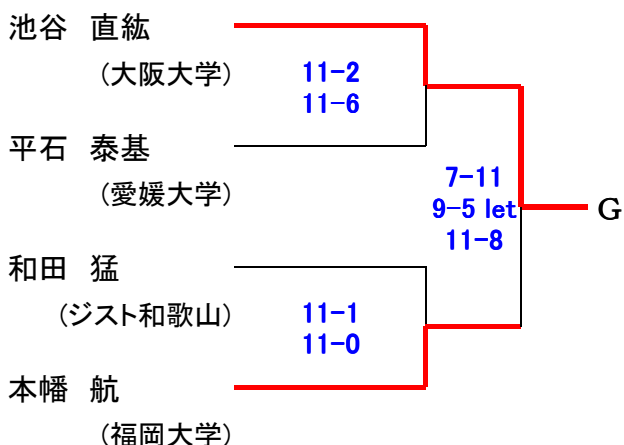 池谷 直紘
(大阪大学)
11-2
11-6
平石 泰基
(愛媛大学)
7-11
9-5 let
11-8
G
和田 猛
(ジスト和歌山)
11-1
11-0
本幡 航
(福岡大学)